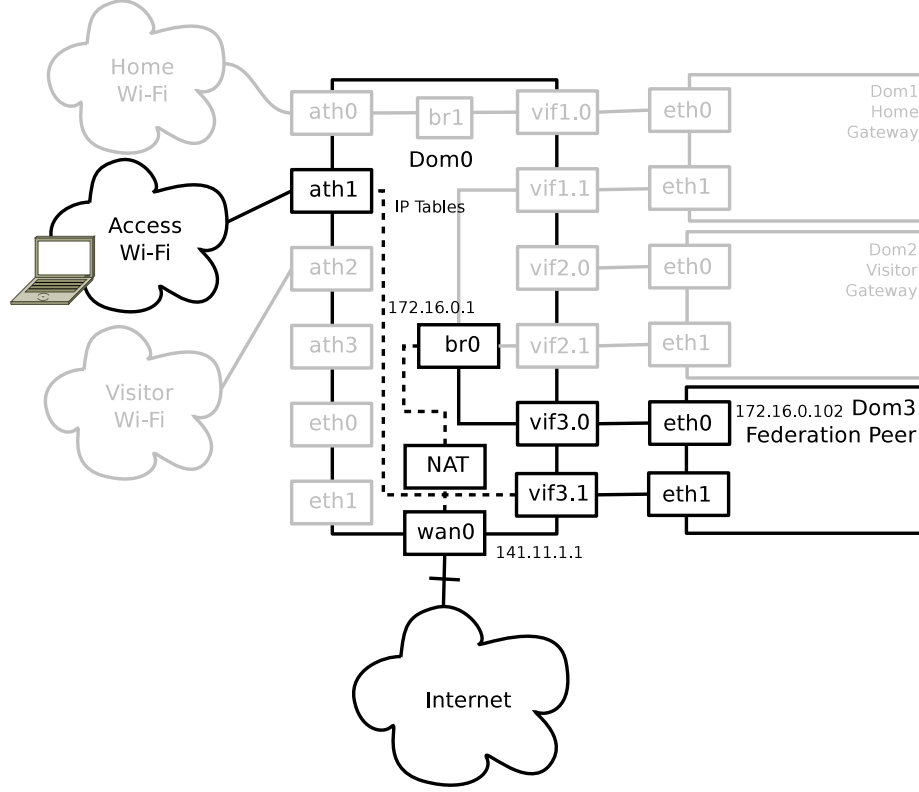 Home
Wi-Fi
ath0
br1
vif1.0
eth0
Dom1
Home
Gateway
Dom0
ath1
IP Tables
vif1.1
eth1
Access
Wi-Fi
ath2
vif2.0
eth0
Dom2
Visitor
Gateway
172.16.0.1
ath3
br0
vif2.1
eth1
Visitor
Wi-Fi
eth0
vif3.0
eth0
172.16.0.102 Dom3
Federation Peer
NAT
eth1
vif3.1
eth1
wan0
141.11.1.1
Internet